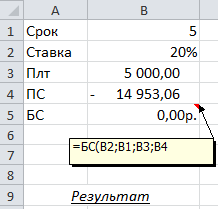 A B
1 Срок 5
2 Ставка 20%
3 Плт 5 000,00
4 ПС - 14 953,06
5 БС 0,00р.
6
=БС(B2;B1;B3;B4
7
9 Результат